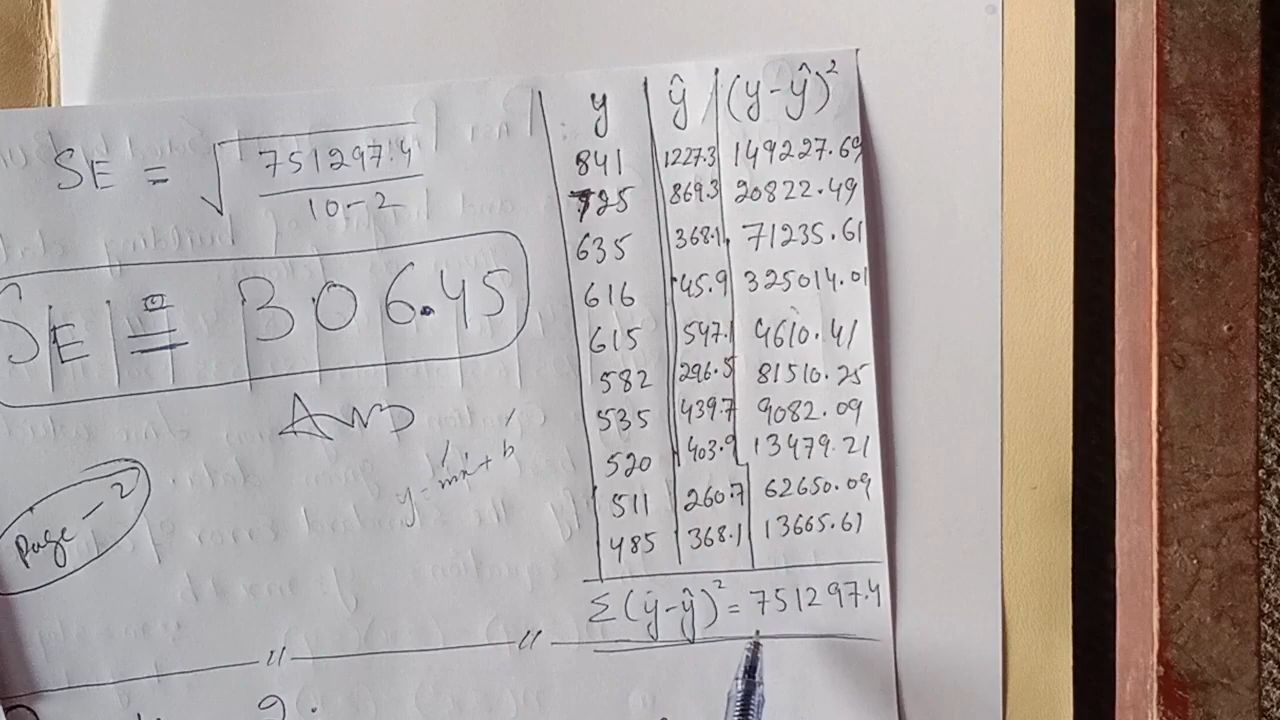 SE = √ 751297.4 / 10-2
SE = 306.45
AND
y = mx + b
Page - 2
y ŷ (y-ŷ)²
841 1227.3 149227.69
725 869.3 20822.49
635 368.1 71235.61
616 45.9 325014.01
615 547.1 4610.41
582 296.5 81510.25
535 439.7 9082.09
520 403.9 13479.21
511 260.7 62650.09
485 368.1 13665.61
Σ(y-ŷ)² = 751297.4